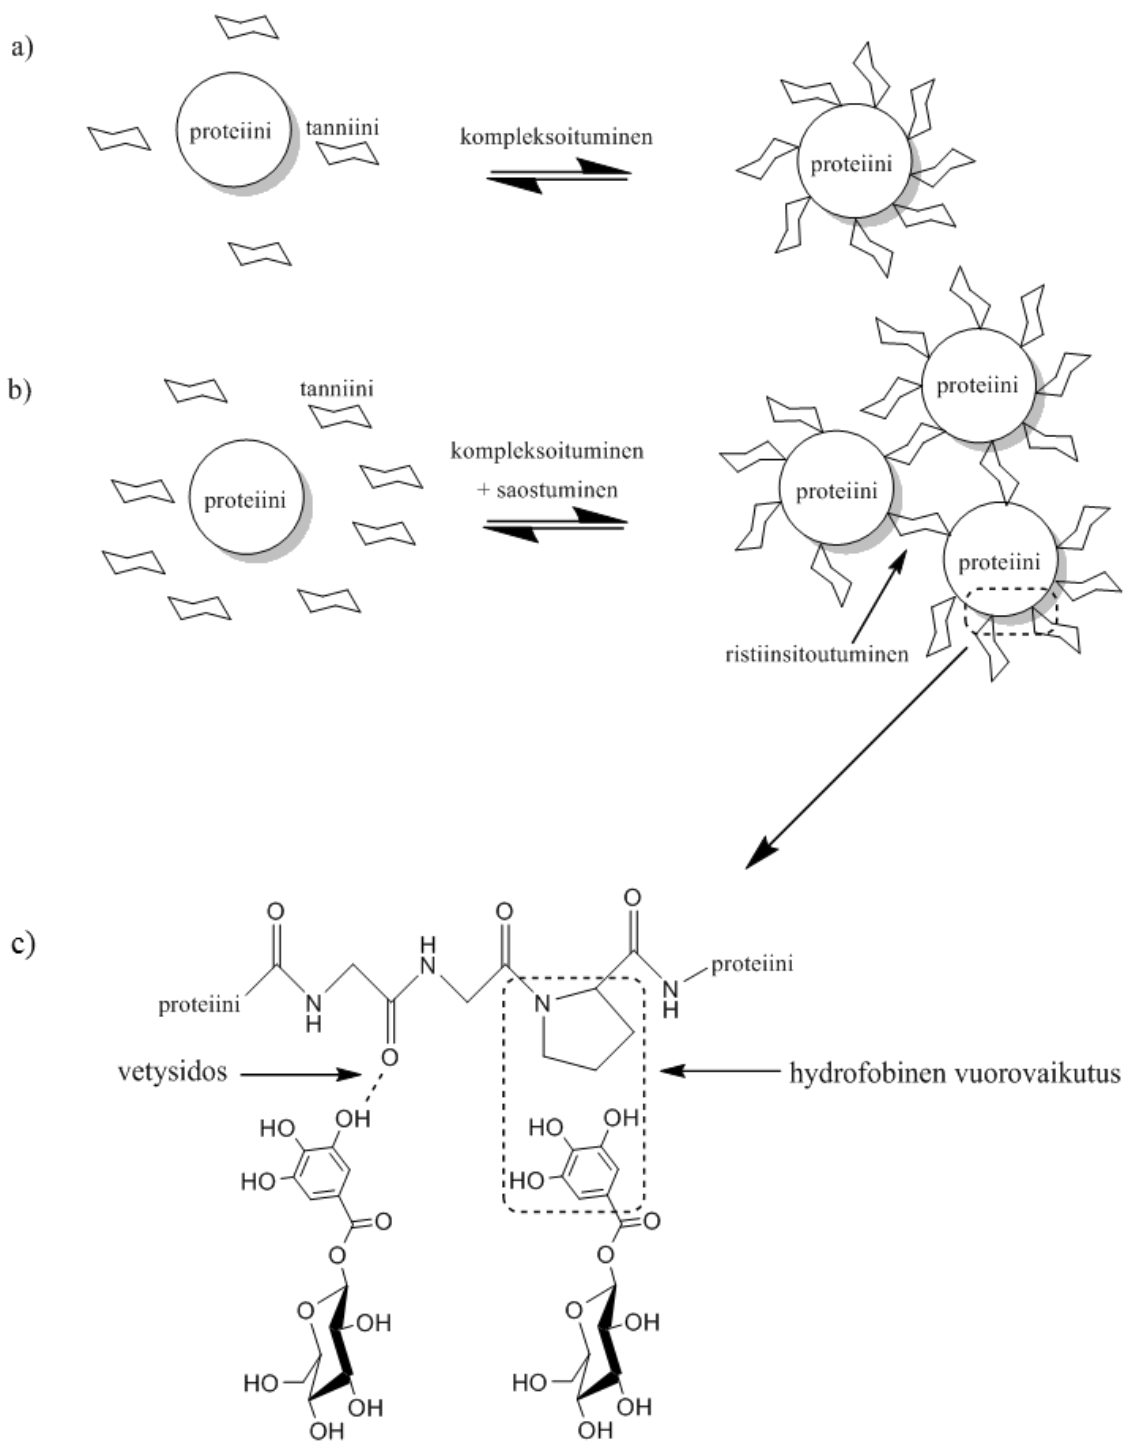 a)
proteiini
tanniini
kompleksoituminen
proteiini
b)
tanniini
proteiini
kompleksoituminen
+ saostuminen
proteiini
proteiini
proteiini
ristiinsitoutuminen
c)
O
O
O
H
N
proteiini
N
H
N
N
H
proteiini
O
vetysidos
hydrofobinen vuorovaikutus
HO
OH
HO
HO
OH
HO
O
O
O
O
O
OH
HO
OH
OH
O
OH
HO
OH
OH